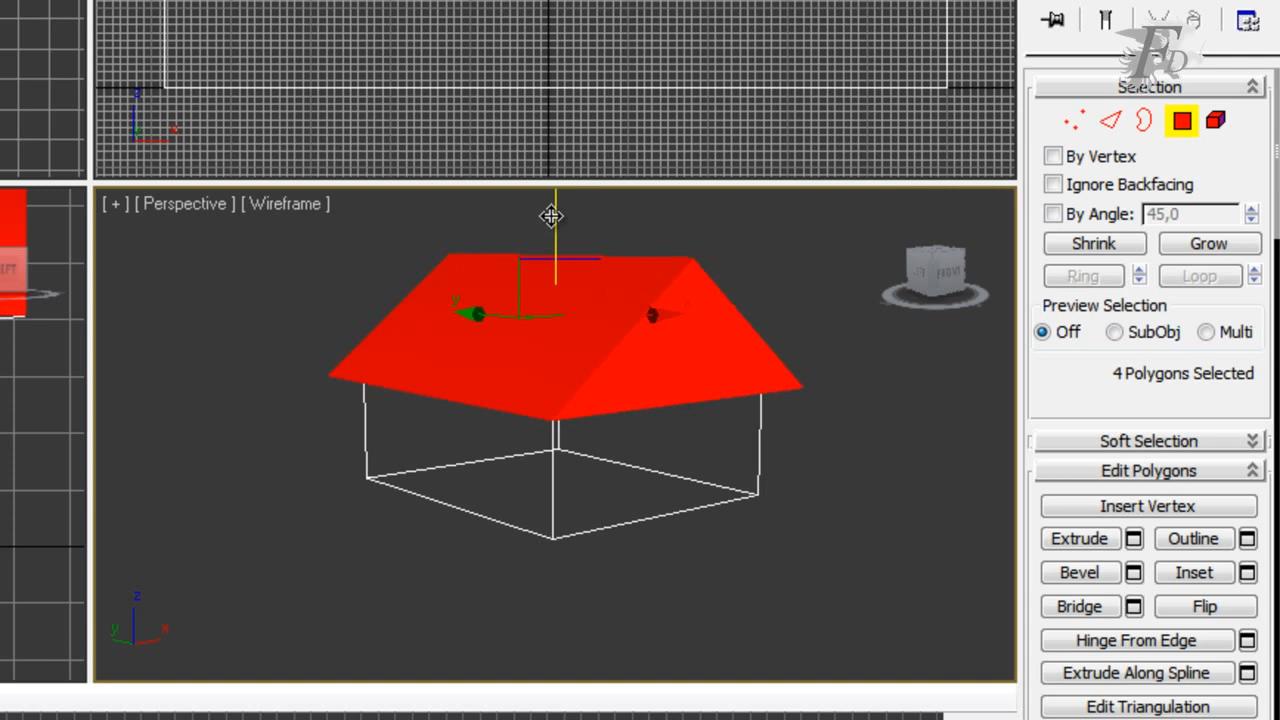 FD
Selection
By Vertex
Ignore Backfacing
By Angle: 45,0
Shrink Grow
Ring Loop
Preview Selection
Off SubObj Multi
4 Polygons Selected
Soft Selection
Edit Polygons
Insert Vertex
Extrude Outline
Bevel Inset
Bridge Flip
Hinge From Edge
Extrude Along Spline
Edit Triangulation
z
x
[ + ] [ Perspective ] [ Wireframe ]
FRONT
y
z
y x